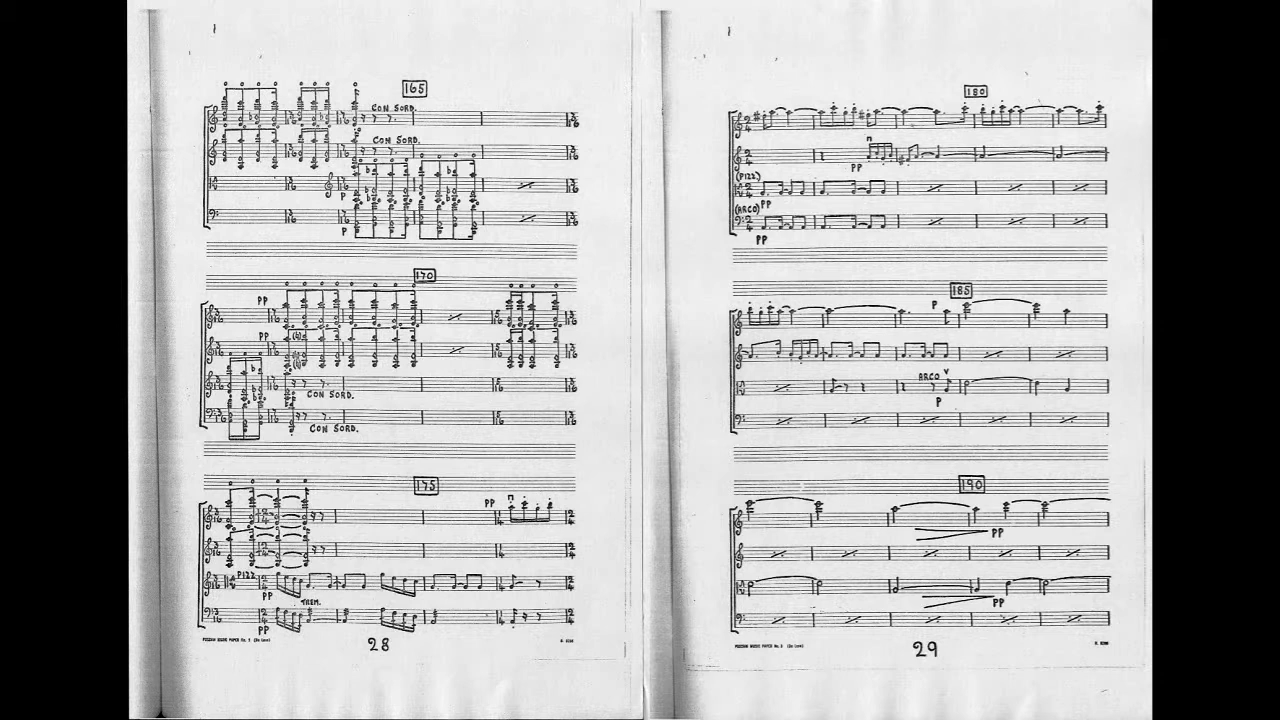 165
CON SORD.
CON SORD.
P
P
170
PP
PP
CON SORD.
CON SORD.
175
PP
PIZZ
PP
TREM.
PP
28
180
PP
(PIZZ)
PP
(ARCO)
PP
185
P
ARCO
P
190
PP
PP
29